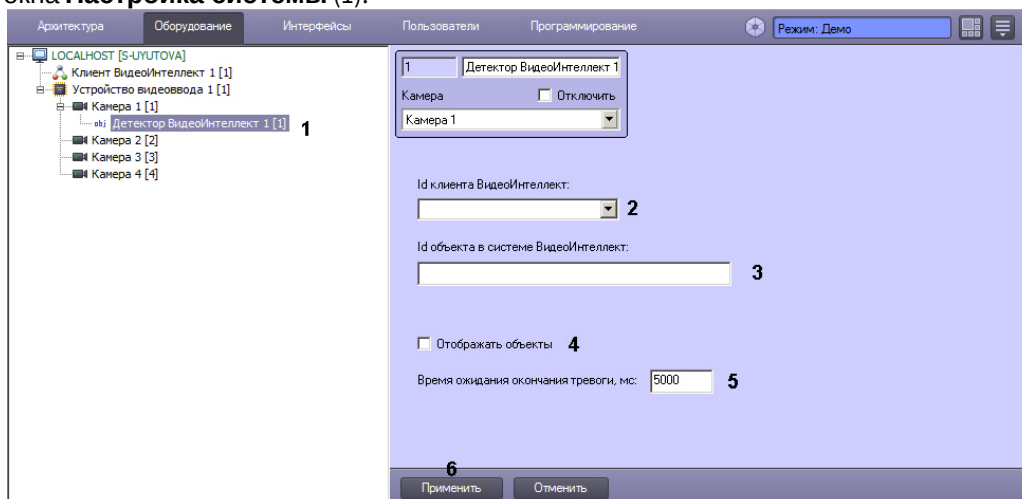 окна Настройка системы (1).
Архитектура Оборудование Интерфейсы Пользователи Программирование Режим: Демо
LOCALHOST [S-UYUTOVA]
Клиент ВидеоИнтеллект 1 [1]
Устройство видеоввода 1 [1]
Камера 1 [1]
obj Детектор ВидеоИнтеллект 1 [1] 1
Камера 2 [2]
Камера 3 [3]
Камера 4 [4]
1 Детектор ВидеоИнтеллект 1
Камера Отключить
Камера 1
Id клиента ВидеоИнтеллект:
2
Id объекта в системе ВидеоИнтеллект:
3
Отображать объекты 4
Время ожидания окончания тревоги, мс: 5000 5
6
Применить Отменить